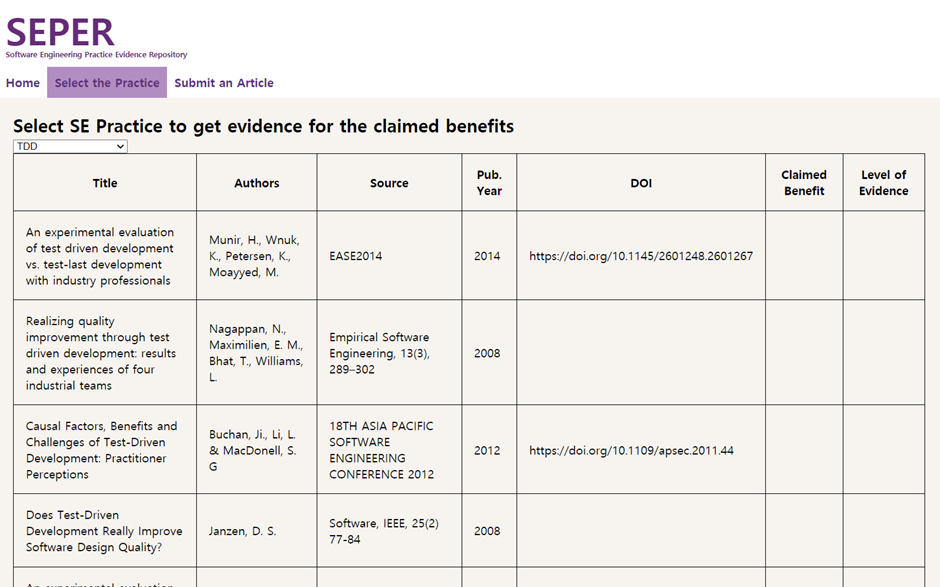 SEPER
Software Engineering Practice Evidence Repository
Home Select the Practice Submit an Article
Select SE Practice to get evidence for the claimed benefits
TDD
Title Authors Source Pub. Year DOI Claimed Benefit Level of Evidence
An experimental evaluation
of test driven development
vs. test-last development
with industry professionals
Munir, H., Wnuk,
K., Petersen, K.,
Moayyed, M.
EASE2014
2014
https://doi.org/10.1145/2601248.2601267
Realizing quality
improvement through test
driven development: results
and experiences of four
industrial teams
Nagappan, N.,
Maximilien, E. M.,
Bhat, T., Williams,
L.
Empirical Software
Engineering, 13(3),
289–302
2008
Causal Factors, Benefits and
Challenges of Test-Driven
Development: Practitioner
Perceptions
Buchan, Ji., Li, L.
& MacDonell, S.
G
18TH ASIA PACIFIC
SOFTWARE
ENGINEERING
CONFERENCE 2012
2012
https://doi.org/10.1109/apsec.2011.44
Does Test-Driven
Development Really Improve
Software Design Quality?
Janzen, D. S.
Software, IEEE, 25(2)
77-84
2008
An experimental evaluation